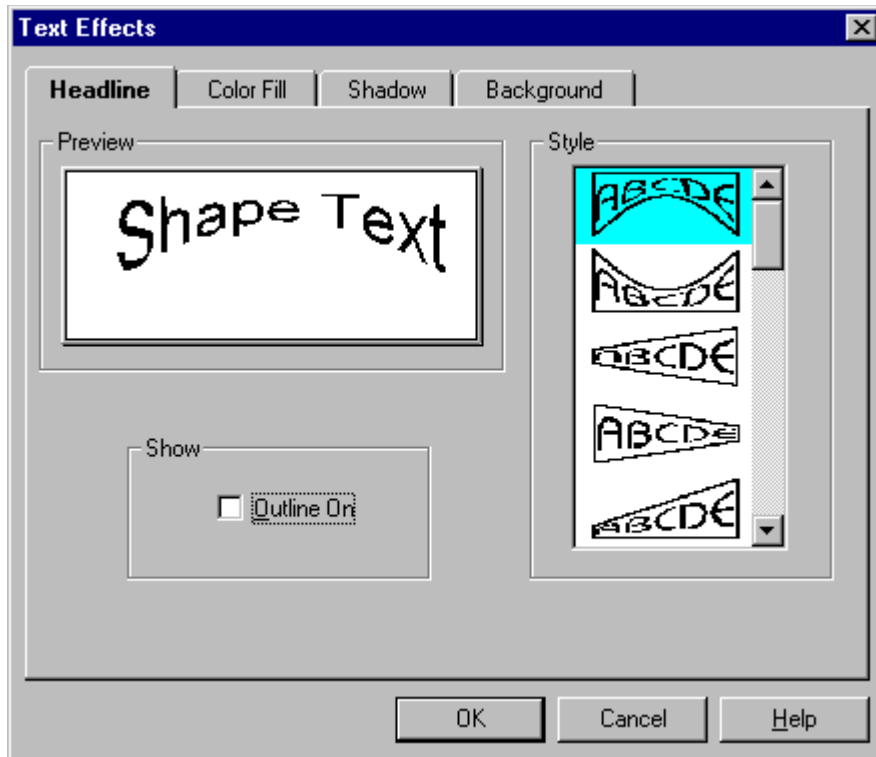 Text Effects
Headline
Color Fill
Shadow
Background
Preview
Shape Text
Style
ABCDE
ABCDE
ABCDE
ABCDE
ABCDE
Show
Outline On
OK
Cancel
Help